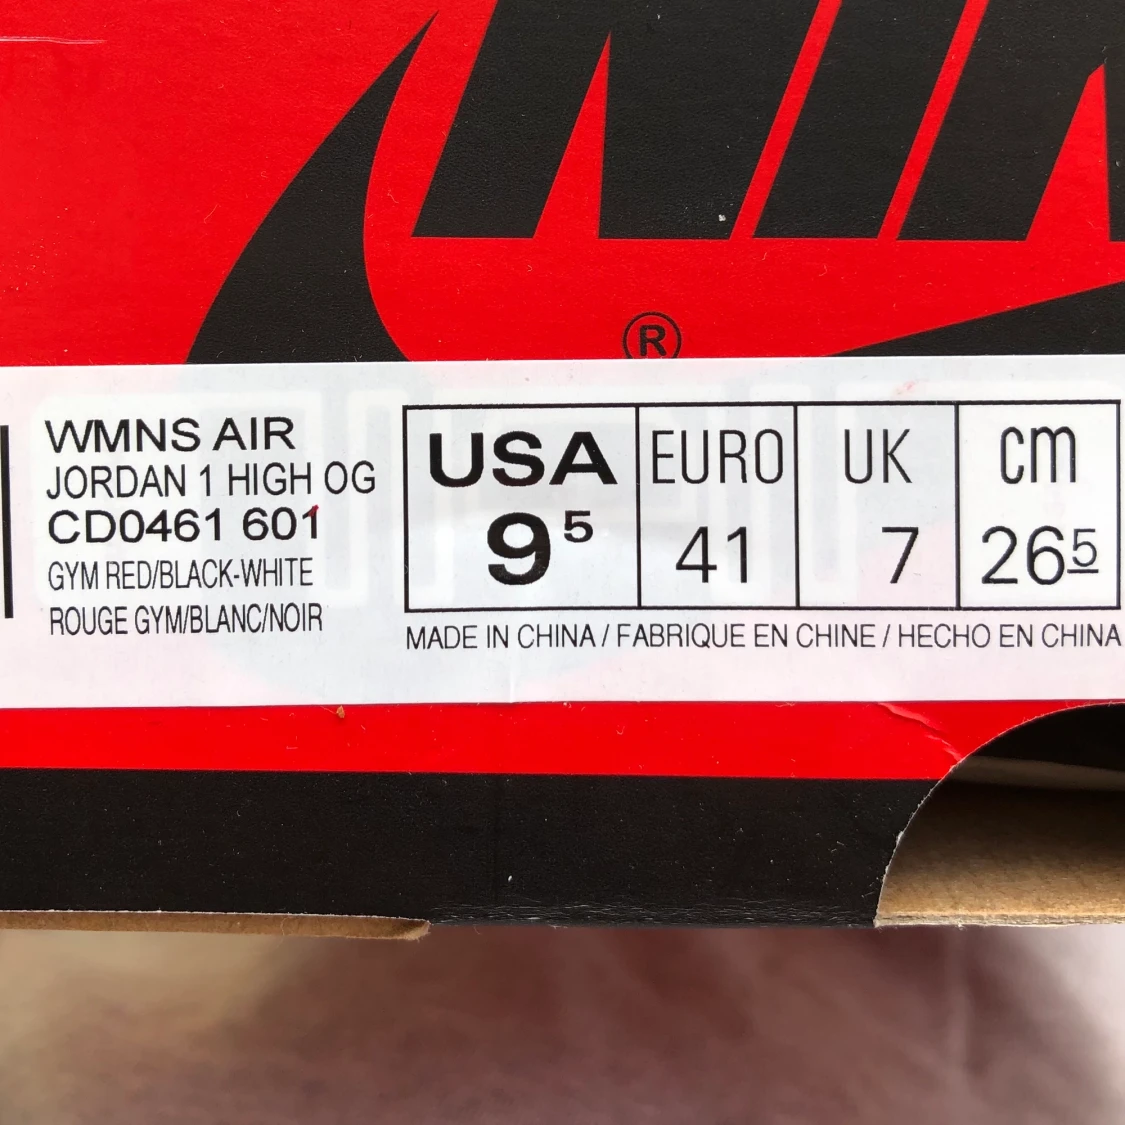 NIK
®
WMNS AIR
JORDAN 1 HIGH OG
CD0461 601
GYM RED/BLACK-WHITE
ROUGE GYM/BLANC/NOIR
USA EURO UK cm
9⁵ 41 7 26⁵
MADE IN CHINA / FABRIQUE EN CHINE / HECHO EN CHINA